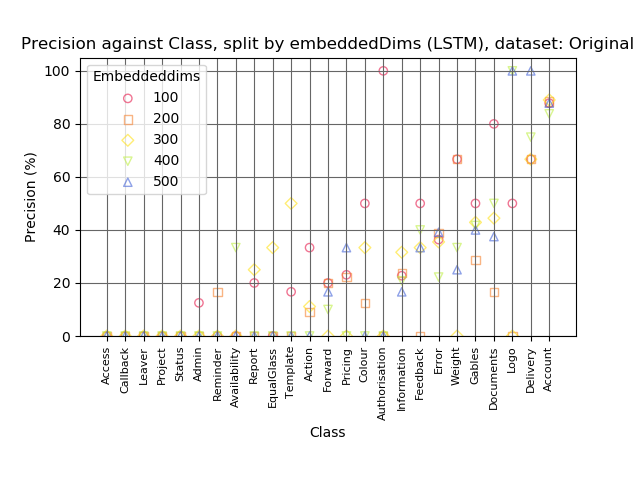 Precision against Class, split by embeddedDims (LSTM), dataset: Original
Embeddeddims
100
200
300
400
500
100
80
60
40
20
0
Precision (%)
Access
Callback
Leaver
Project
Status
Admin
Reminder
Availability
Report
EqualGlass
Template
Action
Forward
Pricing
Colour
Authorisation
Information
Feedback
Error
Weight
Gables
Documents
Logo
Delivery
Account
Class